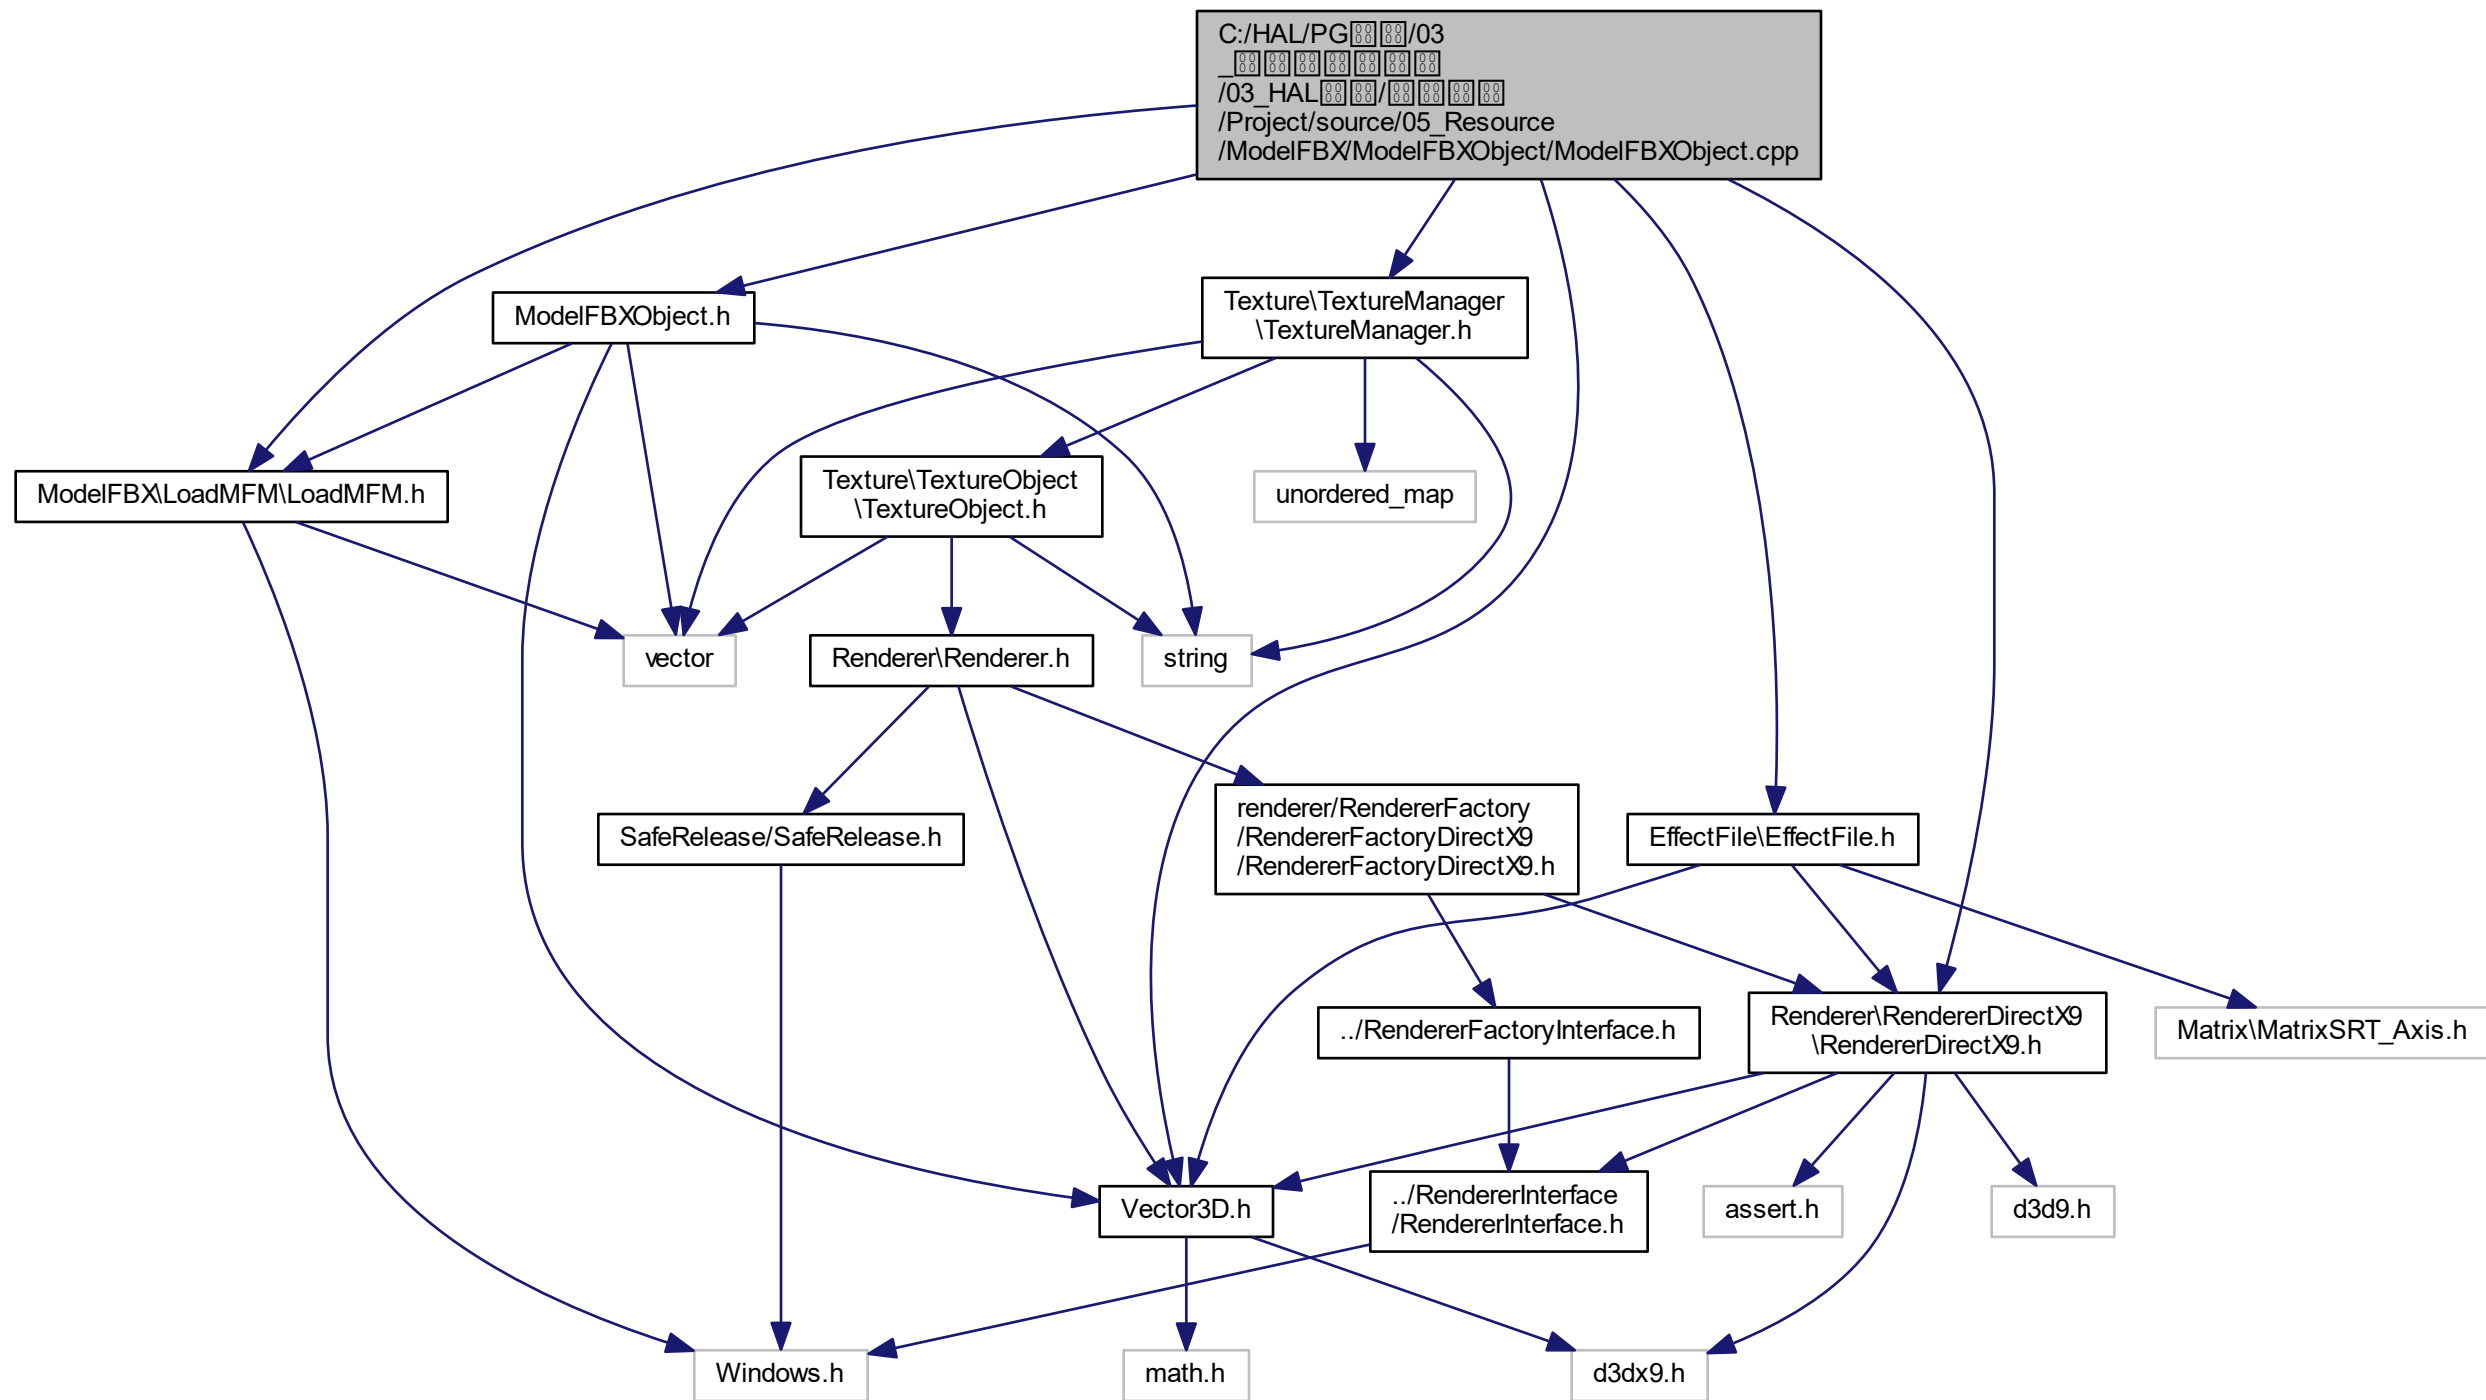 C:/HAL/PG/03
_
/03_HAL/
/Project/source/05_Resource
/ModelFBX/ModelFBXObject/ModelFBXObject.cpp
ModelFBXObject.h
Texture\TextureManager
\TextureManager.h
ModelFBX\LoadMFM\LoadMFM.h
Texture\TextureObject
\TextureObject.h
unordered_map
vector
Renderer\Renderer.h
string
SafeRelease/SafeRelease.h
renderer/RendererFactory
/RendererFactoryDirectX9
/RendererFactoryDirectX9.h
EffectFile\EffectFile.h
../RendererFactoryInterface.h
Renderer\RendererDirectX9
\RendererDirectX9.h
Matrix\MatrixSRT_Axis.h
Vector3D.h
../RendererInterface
/RendererInterface.h
assert.h
d3d9.h
Windows.h
math.h
d3dx9.h